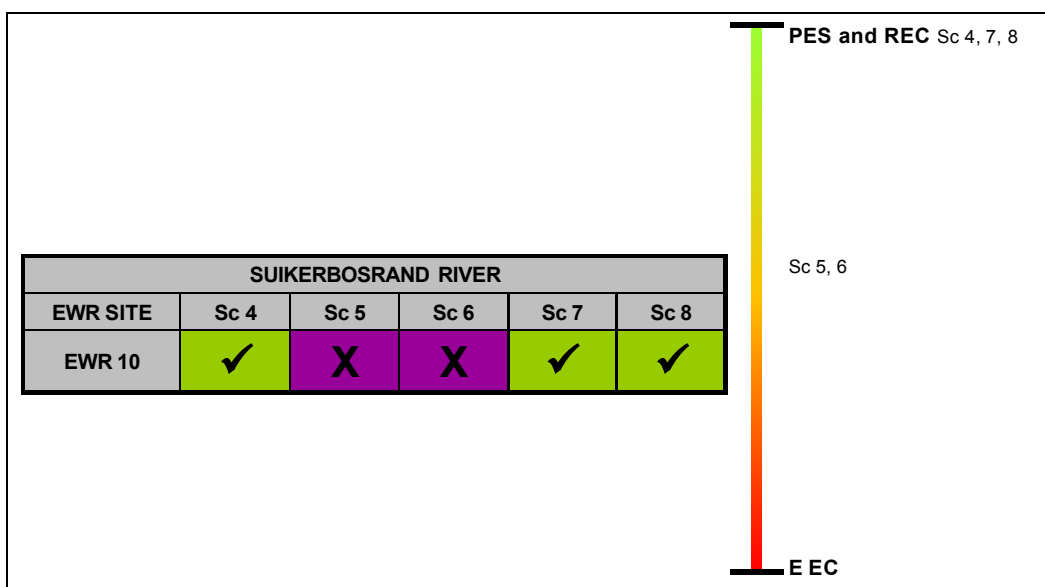 PES and REC Sc 4, 7, 8
Sc 5, 6
SUIKERBOSRAND RIVER
EWR SITE Sc 4 Sc 5 Sc 6 Sc 7 Sc 8
EWR 10 ✓ X X ✓ ✓
E EC